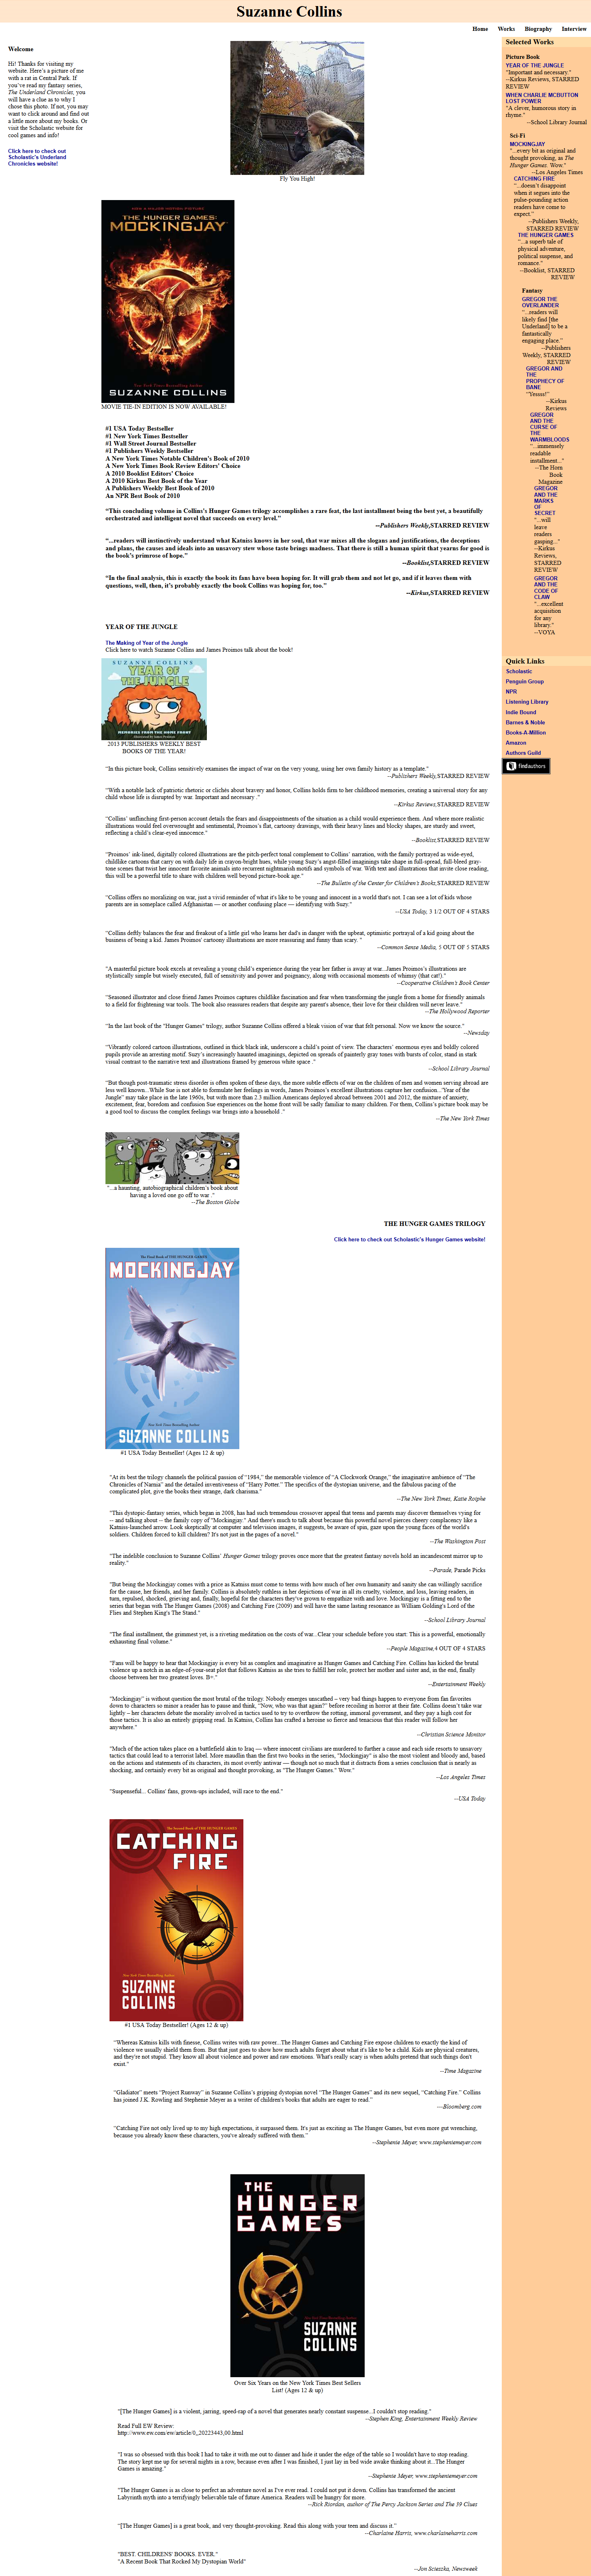 Suzanne Collins
Home Works Biography Interview
Welcome
Hi! Thanks for visiting my
website. Here's a picture of me
with a rat in Central Park. If
you've read my fantasy series,
The Underland Chronicles, you
will have a clue as to why I
chose this photo. If not, you may
want to click around and find out
a little more about my books. Or
visit the Scholastic website for
cool games and info!
Click here to check out
Scholastic's Underland
Chronicles website!
Fly You High!
THE HUNGER GAMES:
MOCKINGJAY
SUZANNE COLLINS
MOVIE TIE-IN EDITION IS NOW AVAILABLE!
#1 USA Today Bestseller
#1 New York Times Bestseller
#1 Wall Street Journal Bestseller
#1 Publishers Weekly Bestseller
A New York Times Notable Children's Book of 2010
A New York Times Book Review Editors' Choice
A 2010 Booklist Editors' Choice
A 2010 Kirkus Best Book of the Year
A Publishers Weekly Best Book of 2010
An NPR Best Book of 2010
"This concluding volume in Collins's Hunger Games trilogy accomplishes a rare feat, the last installment being the best yet, a beautifully
orchestrated and intelligent novel that succeeds on every level."
--Publishers Weekly, STARRED REVIEW
"...readers will instinctively understand what Katniss knows in her soul, that war mixes all the slogans and justifications, the deceptions
and plans, the causes and ideals into an unsavory stew whose taste brings madness. That there is still a human spirit that yearns for good is
the book's primrose of hope."
--Booklist, STARRED REVIEW
"In the final analysis, this is exactly the book its fans have been hoping for. It will grab them and not let go, and if it leaves them with
questions, well, then, it's probably exactly the book Collins was hoping for, too."
--Kirkus, STARRED REVIEW
YEAR OF THE JUNGLE
The Making of Year of the Jungle
Click here to watch Suzanne Collins and James Proimos talk about the book!
SUZANNE COLLINS
YEAR OF
THE JUNGLE
MEMORIES FROM THE HOME FRONT
2013 PUBLISHERS WEEKLY BEST
BOOKS OF THE YEAR!
"In this picture book, Collins sensitively examines the impact of war on the very young, using her own family history as a template."
--Publishers Weekly, STARRED REVIEW
"With a notable lack of patriotic rhetoric or clichés about bravery and honor, Collins holds firm to her childhood memories, creating a universal story for any
child whose life is disrupted by war. Important and necessary ."
--Kirkus Reviews, STARRED REVIEW
"Collins' unflinching first-person account details the fears and disappointments of the situation as a child would experience them. And where more realistic
illustrations would feel overwrought and sentimental, Proimos's flat, cartoony drawings, with their heavy lines and blocky shapes, are sturdy and sweet,
reflecting a child's clear-eyed innocence."
--Booklist, STARRED REVIEW
"Proimos' ink-lined, digitally colored illustrations are the pitch-perfect tonal complement to Collins' narration, with the family portrayed as wide-eyed,
childlike cartoons that carry on with daily life in crayon-bright hues, while young Suzy's angst-filled imaginings take shape in full-spread, full-bleed gray-
tone scenes that twist her innocent favorite animals into recurrent nightmarish motifs and symbols of war. With text and illustrations that invite close reading,
this will be a powerful title to share with children well beyond picture-book age."
--The Bulletin of the Center for Children's Books, STARRED REVIEW
"Collins offers no moralizing on war, just a vivid reminder of what it's like to be young and innocent in a world that's not. I can see a lot of kids whose
parents are in someplace called Afghanistan — or another confusing place — identifying with Suzy."
--USA Today, 3 1/2 OUT OF 4 STARS
"Collins deftly balances the fear and freakout of a little girl who learns her dad's in danger with the upbeat, optimistic portrayal of a kid going about the
business of being a kid. James Proimos' cartoony illustrations are more reassuring and funny than scary. "
--Common Sense Media, 5 OUT OF 5 STARS
"A masterful picture book excels at revealing a young child's experience during the year her father is away at war...James Proimos's illustrations are
stylistically simple but wisely executed, full of sensitivity and power and poignancy, along with occasional moments of whimsy (that cat!)."
--Cooperative Children's Book Center
"Seasoned illustrator and close friend James Proimos captures childlike fascination and fear when transforming the jungle from a home for friendly animals
to a field for frightening war tools. The book also reassures readers that despite any parent's absence, their love for their children will never leave."
--The Hollywood Reporter
"In the last book of the "Hunger Games" trilogy, author Suzanne Collins offered a bleak vision of war that felt personal. Now we know the source."
--Newsday
"Vibrantly colored cartoon illustrations, outlined in thick black ink, underscore a child's point of view. The characters' enormous eyes and boldly colored
pupils provide an arresting motif. Suzy's increasingly haunted imaginings, depicted on spreads of painterly gray tones with bursts of color, stand in stark
visual contrast to the narrative text and illustrations framed by generous white space ."
--School Library Journal
"But though post-traumatic stress disorder is often spoken of these days, the more subtle effects of war on the children of men and women serving abroad are
less well known...While Sue is not able to formulate her feelings in words, James Proimos's excellent illustrations capture her confusion..."Year of the
Jungle" may take place in the late 1960s, but with more than 2.3 million Americans deployed abroad between 2001 and 2012, the mixture of anxiety,
excitement, fear, boredom and confusion Sue experiences on the home front will be sadly familiar to many children. For them, Collins's picture book may be
a good tool to discuss the complex feelings war brings into a household ."
--The New York Times
"...a haunting, autobiographical children's book about
having a loved one go off to war ."
--The Boston Globe
THE HUNGER GAMES TRILOGY
Click here to check out Scholastic's Hunger Games website!
The Final Book of THE HUNGER GAMES
MOCKINGJAY
SUZANNE COLLINS
#1 USA Today Bestseller! (Ages 12 & up)
"At its best the trilogy channels the political passion of "1984," the memorable violence of "A Clockwork Orange," the imaginative ambience of "The
Chronicles of Narnia" and the detailed inventiveness of "Harry Potter." The specifics of the dystopian universe, and the fabulous pacing of the
complicated plot, give the books their strange, dark charisma."
--The New York Times, Katie Roiphe
"This dystopic-fantasy series, which began in 2008, has had such tremendous crossover appeal that teens and parents may discover themselves vying for
-- and talking about -- the family copy of "Mockingjay." And there's much to talk about because this powerful novel pierces cheery complacency like a
Katniss-launched arrow. Look skeptically at computer and television images, it suggests, be aware of spin, gaze upon the young faces of the world's
soldiers. Children forced to kill children? It's not just in the pages of a novel."
--The Washington Post
"The indelible conclusion to Suzanne Collins' Hunger Games trilogy proves once more that the greatest fantasy novels hold an incandescent mirror up to
reality."
--Parade, Parade Picks
"But being the Mockingjay comes with a price as Katniss must come to terms with how much of her own humanity and sanity she can willingly sacrifice
for the cause, her friends, and her family. Collins is absolutely ruthless in her depictions of war in all its cruelty, violence, and loss, leaving readers, in
turn, repulsed, shocked, grieving and, finally, hopeful for the characters they've grown to empathize with and love. Mockingjay is a fitting end to the
series that began with The Hunger Games (2008) and Catching Fire (2009) and will have the same lasting resonance as William Golding's Lord of the
Flies and Stephen King's The Stand."
--School Library Journal
"The final installment, the grimmest yet, is a riveting meditation on the costs of war...Clear your schedule before you start: This is a powerful, emotionally
exhausting final volume."
--People Magazine, 4 OUT OF 4 STARS
"Fans will be happy to hear that Mockingjay is every bit as complex and imaginative as Hunger Games and Catching Fire. Collins has kicked the brutal
violence up a notch in an edge-of-your-seat plot that follows Katniss as she tries to fulfill her role, protect her mother and sister and, in the end, finally
choose between her two greatest loves. B+."
--Entertainment Weekly
"Mockingjay" is without question the most brutal of the trilogy. Nobody emerges unscathed – very bad things happen to everyone from fan favorites
down to characters so minor a reader has to pause and think, "Now, who was that again?" before recoiling in horror at their fate. Collins doesn't take war
lightly – her characters debate the morality involved in tactics used to try to overthrow the rotting, immoral government, and they pay a high cost for
those tactics. It is also an entirely gripping read. In Katniss, Collins has crafted a heroine so fierce and tenacious that this reader will follow her
anywhere."
--Christian Science Monitor
"Much of the action takes place on a battlefield akin to Iraq — where innocent civilians are murdered to further a cause and each side resorts to unsavory
tactics that could lead to a terrorist label. More maudlin than the first two books in the series, "Mockingjay" is also the most violent and bloody and, based
on the actions and statements of its characters, its most overtly antiwar — though not so much that it distracts from a series conclusion that is nearly as
shocking, and certainly every bit as original and thought provoking, as "The Hunger Games." Wow."
--Los Angeles Times
"Suspenseful... Collins' fans, grown-ups included, will race to the end."
--USA Today
The Second Book of THE HUNGER GAMES
CATCHING
FIRE
SUZANNE
COLLINS
#1 USA Today Bestseller! (Ages 12 & up)
"Whereas Katniss kills with finesse, Collins writes with raw power...The Hunger Games and Catching Fire expose children to exactly the kind of
violence we usually shield them from. But that just goes to show how much adults forget about what it's like to be a child. Kids are physical creatures,
and they're not stupid. They know all about violence and power and raw emotions. What's really scary is when adults pretend that such things don't
exist."
--Time Magazine
"Gladiator" meets "Project Runway" in Suzanne Collins's gripping dystopian novel "The Hunger Games" and its new sequel, "Catching Fire." Collins
has joined J.K. Rowling and Stephenie Meyer as a writer of children's books that adults are eager to read."
---Bloomberg.com
"Catching Fire not only lived up to my high expectations, it surpassed them. It's just as exciting as The Hunger Games, but even more gut wrenching,
because you already know these characters, you've already suffered with them."
--Stephenie Meyer, www.stepheniemeyer.com
THE
HUNGER
GAMES
SUZANNE
COLLINS
Over Six Years on the New York Times Best Sellers
List! (Ages 12 & up)
"[The Hunger Games] is a violent, jarring, speed-rap of a novel that generates nearly constant suspense...I couldn't stop reading."
--Stephen King, Entertainment Weekly Review
Read Full EW Review:
http://www.ew.com/ew/article/0,,20223443,00.html
"I was so obsessed with this book I had to take it with me out to dinner and hide it under the edge of the table so I wouldn't have to stop reading.
The story kept me up for several nights in a row, because even after I was finished, I just lay in bed wide awake thinking about it...The Hunger
Games is amazing."
--Stephenie Meyer, www.stepheniemeyer.com
"The Hunger Games is as close to perfect an adventure novel as I've ever read. I could not put it down. Collins has transformed the ancient
Labyrinth myth into a terrifyingly believable tale of future America. Readers will be hungry for more.
--Rick Riordan, author of The Percy Jackson Series and The 39 Clues
"[The Hunger Games] is a great book, and very thought-provoking. Read this along with your teen and discuss it."
--Charlaine Harris, www.charlaineharris.com
"BEST. CHILDRENS' BOOKS. EVER."
"A Recent Book That Rocked My Dystopian World"
--Jon Scieszka, Newsweek
Selected Works
Picture Book
YEAR OF THE JUNGLE
"Important and necessary."
--Kirkus Reviews, STARRED
REVIEW
WHEN CHARLIE MCBUTTON
LOST POWER
"A clever, humorous story in
rhyme."
--School Library Journal
Sci-Fi
MOCKINGJAY
"...every bit as original and
thought provoking, as The
Hunger Games. Wow."
--Los Angeles Times
CATCHING FIRE
"...doesn't disappoint
when it segues into the
pulse-pounding action
readers have come to
expect."
--Publishers Weekly,
STARRED REVIEW
THE HUNGER GAMES
"...a superb tale of
physical adventure,
political suspense, and
romance."
--Booklist, STARRED
REVIEW
Fantasy
GREGOR THE
OVERLANDER
"...readers will
likely find [the
Underland] to be a
fantastically
engaging place."
--Publishers
Weekly, STARRED
REVIEW
GREGOR AND
THE
PROPHECY OF
BANE
"Yessss!"
--Kirkus
Reviews
GREGOR
AND THE
CURSE OF
THE
WARMBLOODS
"...immensely
readable
installment..."
--The Horn
Book
Magazine
GREGOR
AND THE
MARKS
OF
SECRET
"...will
leave
readers
gasping..."
--Kirkus
Reviews,
STARRED
REVIEW
GREGOR
AND THE
CODE OF
CLAW
"...excellent
acquisition
for any
library."
--VOYA
Quick Links
Scholastic
Penguin Group
NPR
Listening Library
Indie Bound
Barnes & Noble
Books-A-Million
Amazon
Authors Guild
findauthors